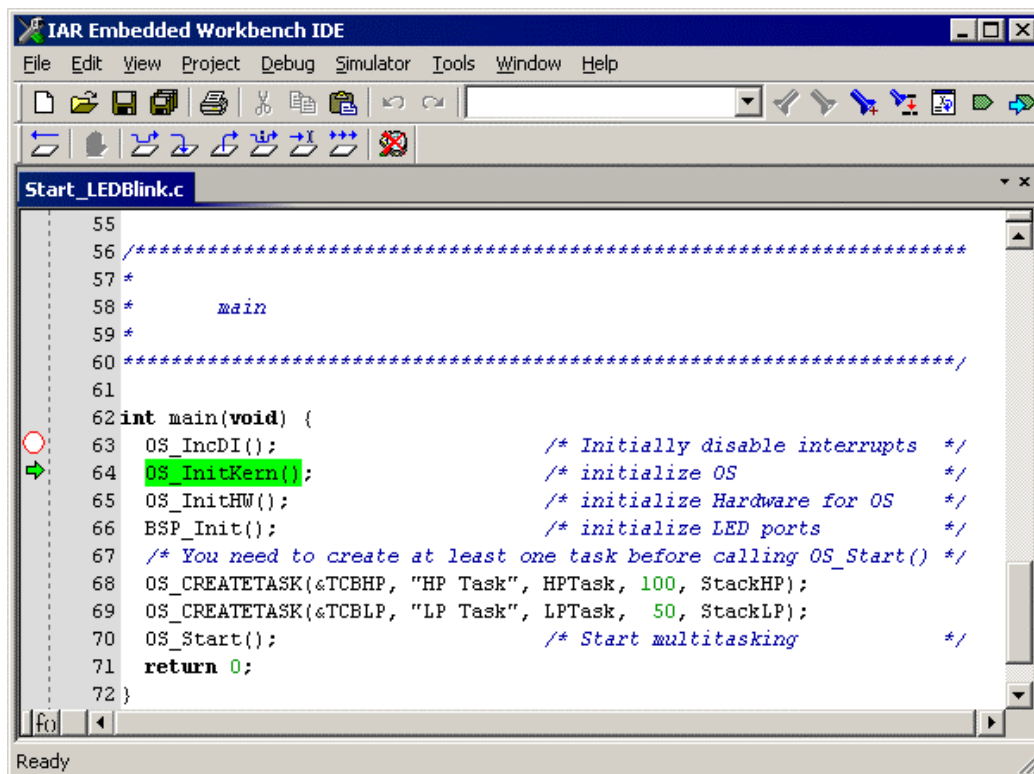 IAR Embedded Workbench IDE
File Edit View Project Debug Simulator Tools Window Help
Start_LEDBlink.c
55
56 /*********************************************************************
57 *
58 *       main
59 *
60 *********************************************************************/
61
62 int main(void) {
63   OS_IncDI();                      /* Initially disable interrupts  */
64   OS_InitKern();                   /* initialize OS                 */
65   OS_InitHW();                     /* initialize Hardware for OS    */
66   BSP_Init();                      /* initialize LED ports          */
67   /* You need to create at least one task before calling OS_Start() */
68   OS_CREATETASK(&TCBHP, "HP Task", HPTask, 100, StackHP);
69   OS_CREATETASK(&TCBLP, "LP Task", LPTask,  50, StackLP);
70   OS_Start();                      /* Start multitasking            */
71   return 0;
72 }
f()
Ready